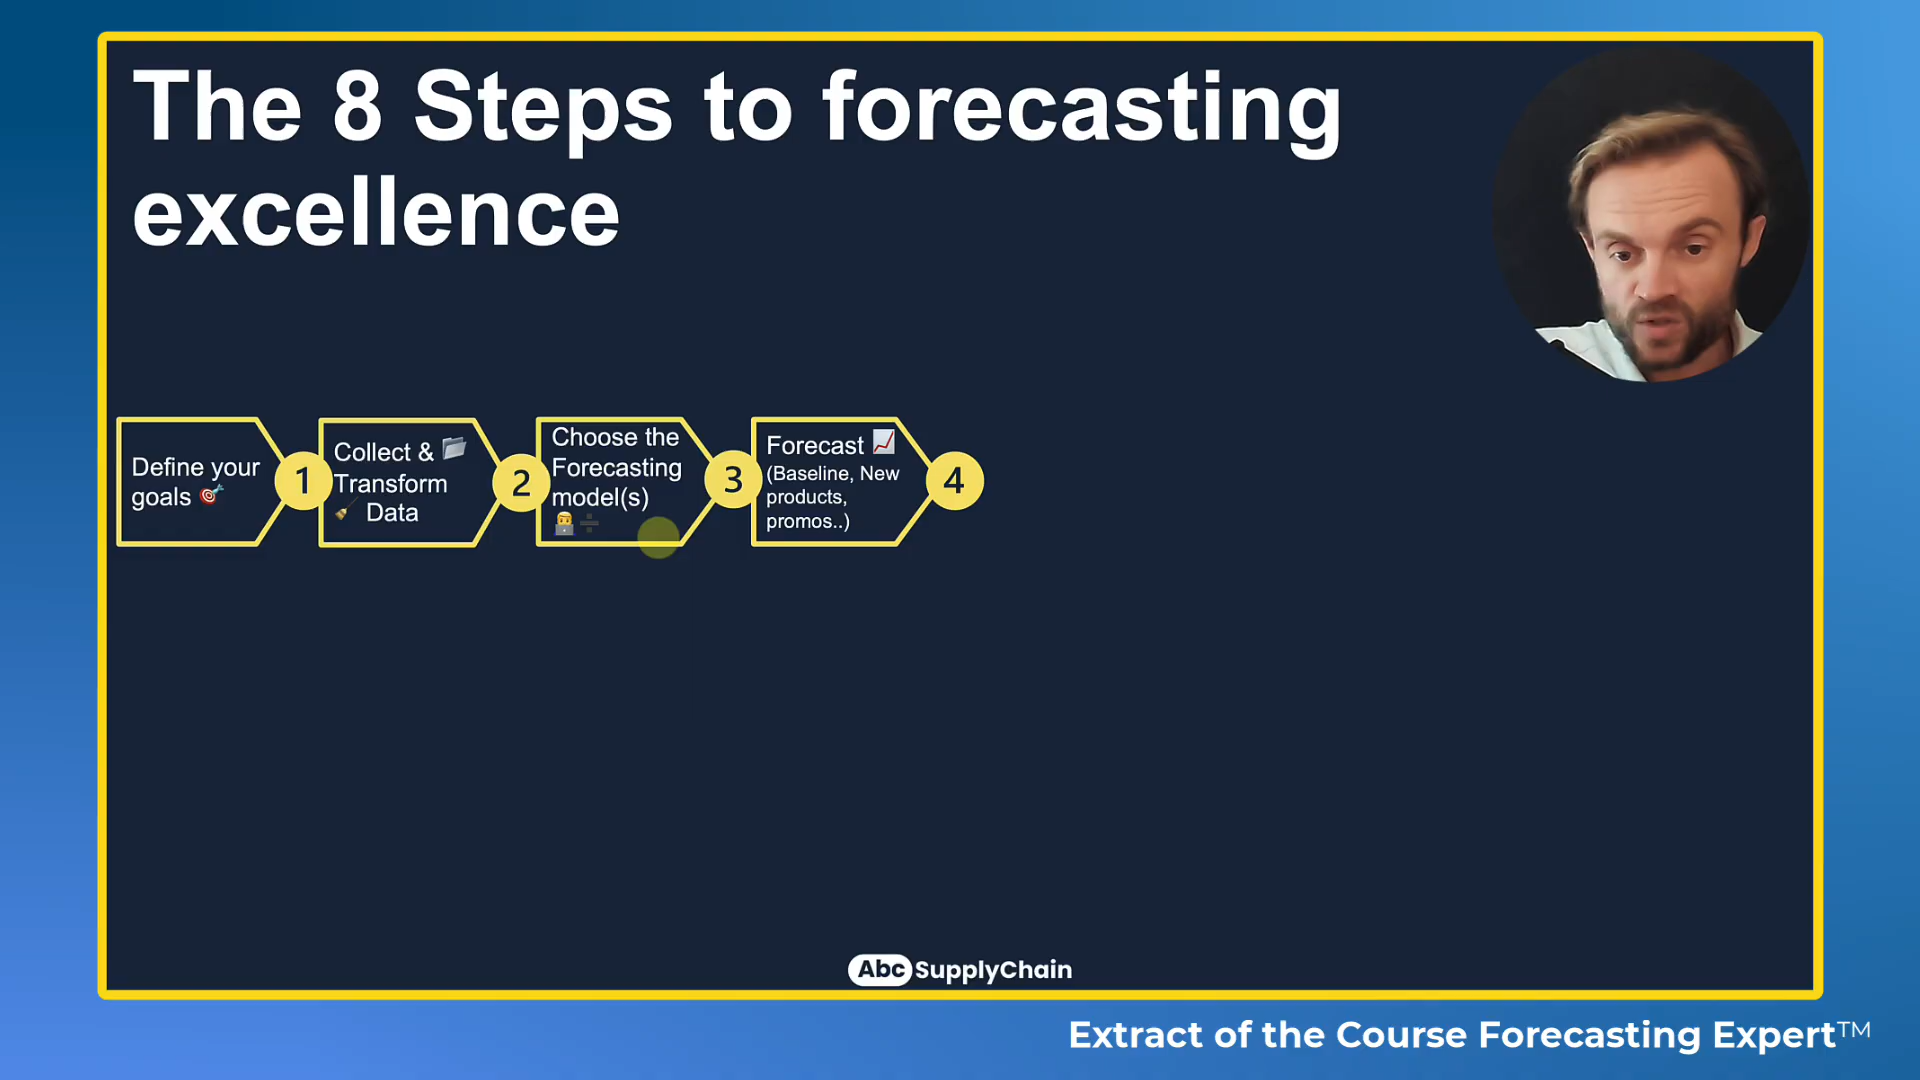 The 8 Steps to forecasting
excellence
Define your
goals 🎯
1
Collect & 📁
Transform
🧹 Data
2
Choose the
Forecasting
model(s)
👨‍💻➗
3
Forecast 📈
(Baseline, New
products,
promos..)
4
Abc SupplyChain
Extract of the Course Forecasting Expert™